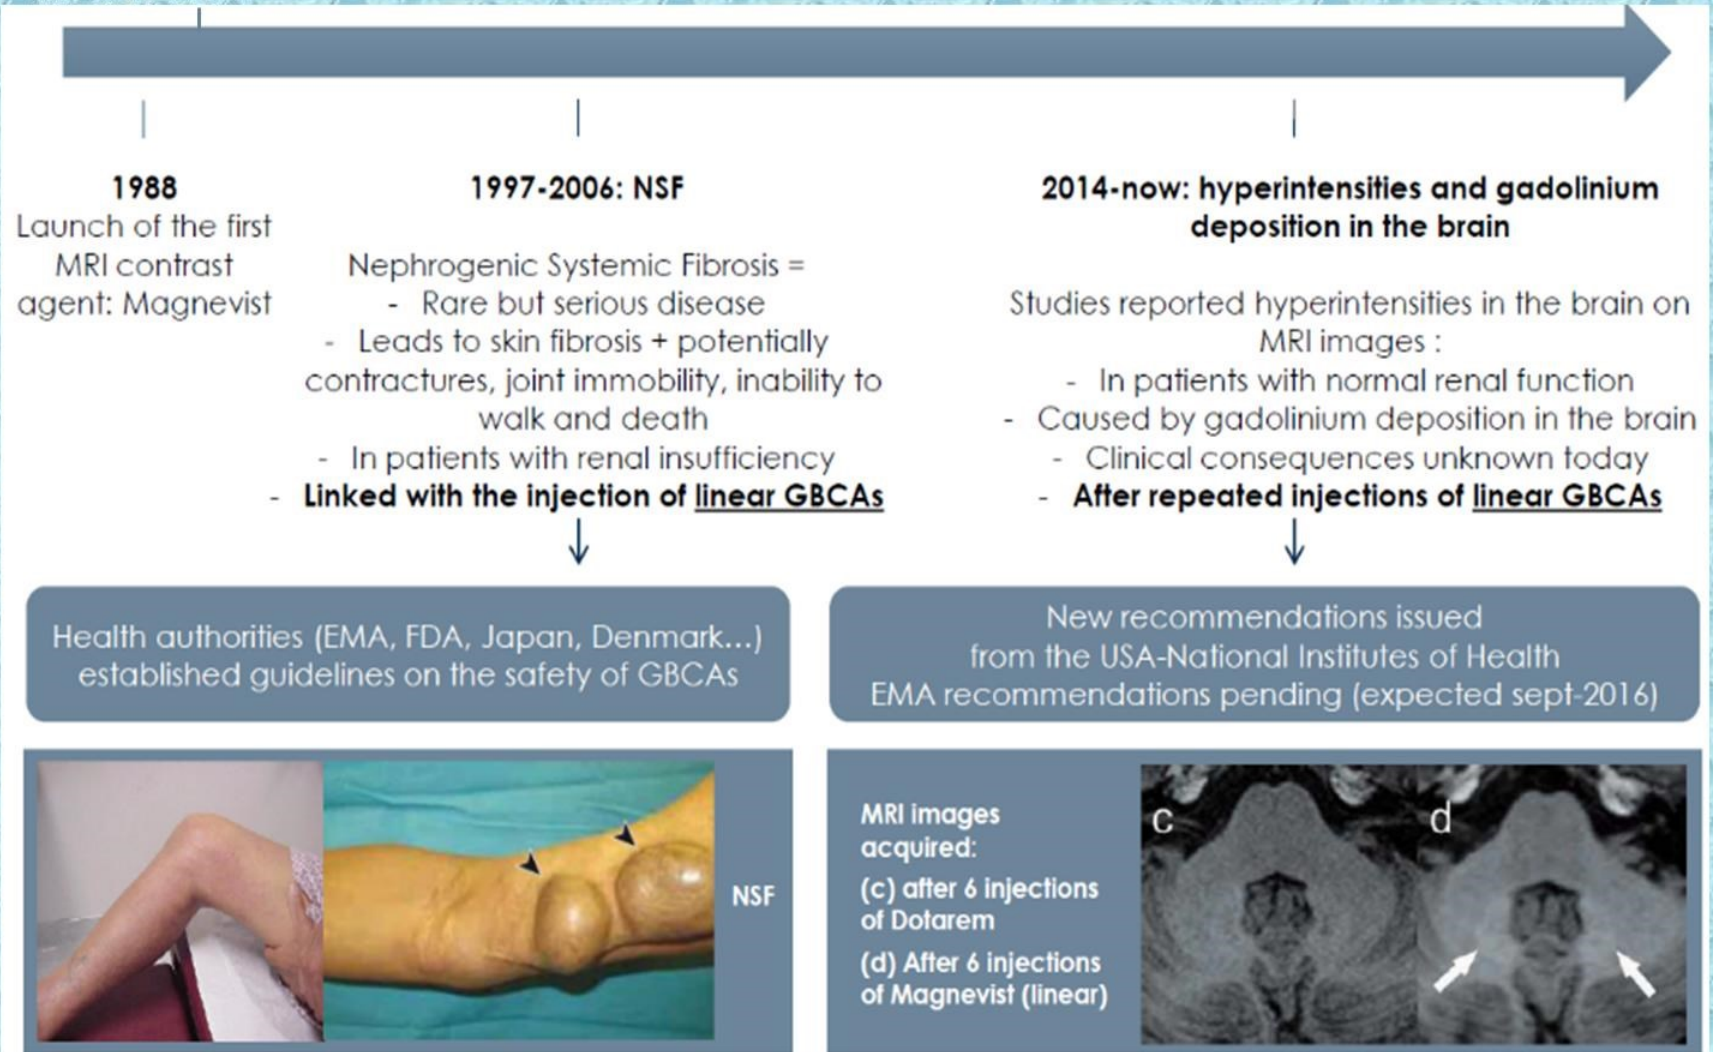 1988
Launch of the first
MRI contrast
agent: Magnevist
1997-2006: NSF
Nephrogenic Systemic Fibrosis =
- Rare but serious disease
- Leads to skin fibrosis + potentially
contractures, joint immobility, inability to
walk and death
- In patients with renal insufficiency
- Linked with the injection of linear GBCAs
2014-now: hyperintensities and gadolinium
deposition in the brain
Studies reported hyperintensities in the brain on
MRI images :
- In patients with normal renal function
- Caused by gadolinium deposition in the brain
- Clinical consequences unknown today
- After repeated injections of linear GBCAs
Health authorities (EMA, FDA, Japan, Denmark...)
established guidelines on the safety of GBCAs
New recommendations issued
from the USA-National Institutes of Health
EMA recommendations pending (expected sept-2016)
NSF
MRI images
acquired:
(c) after 6 injections
of Dotarem
(d) After 6 injections
of Magnevist (linear)
c
d